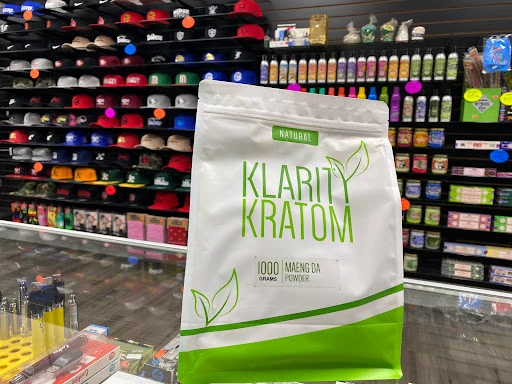 NATURAL
KLARITY
KRATOM
1000 GRAMS
MAENG DA
POWDER